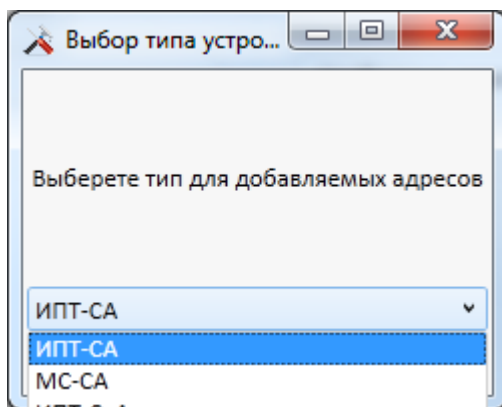 Выбор типа устро...
Выберете тип для добавляемых адресов
ИПТ-СА
ИПТ-СА
МС-СА